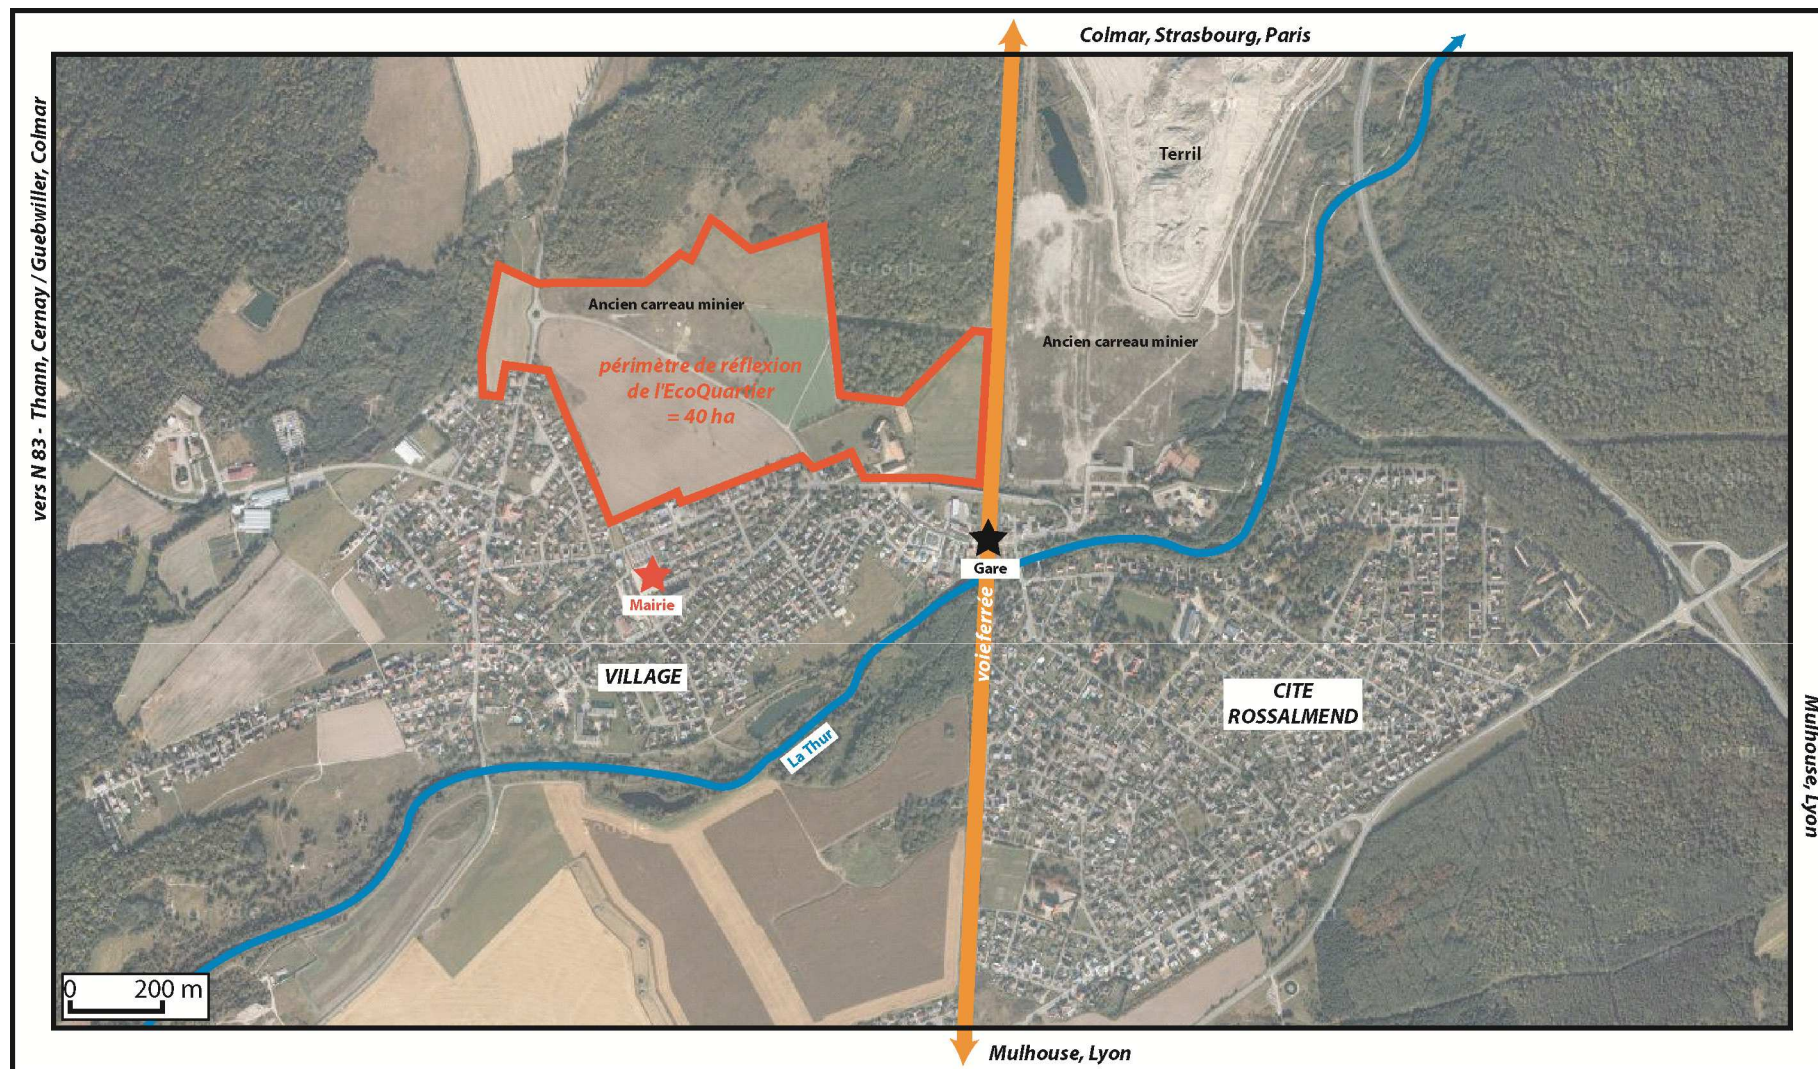 Colmar, Strasbourg, Paris
vers N 83 - Thann, Cernay / Guebwiller, Colmar
Terril
Ancien carreau minier
Google
Ancien carreau minier
périmètre de réflexion
de l'EcoQuartier
= 40 ha
Gare
Mairie
voie ferrée
VILLAGE
CITE
ROSSALMEND
La Thur
Mulhouse, Lyon
Google
0 200 m
Mulhouse, Lyon